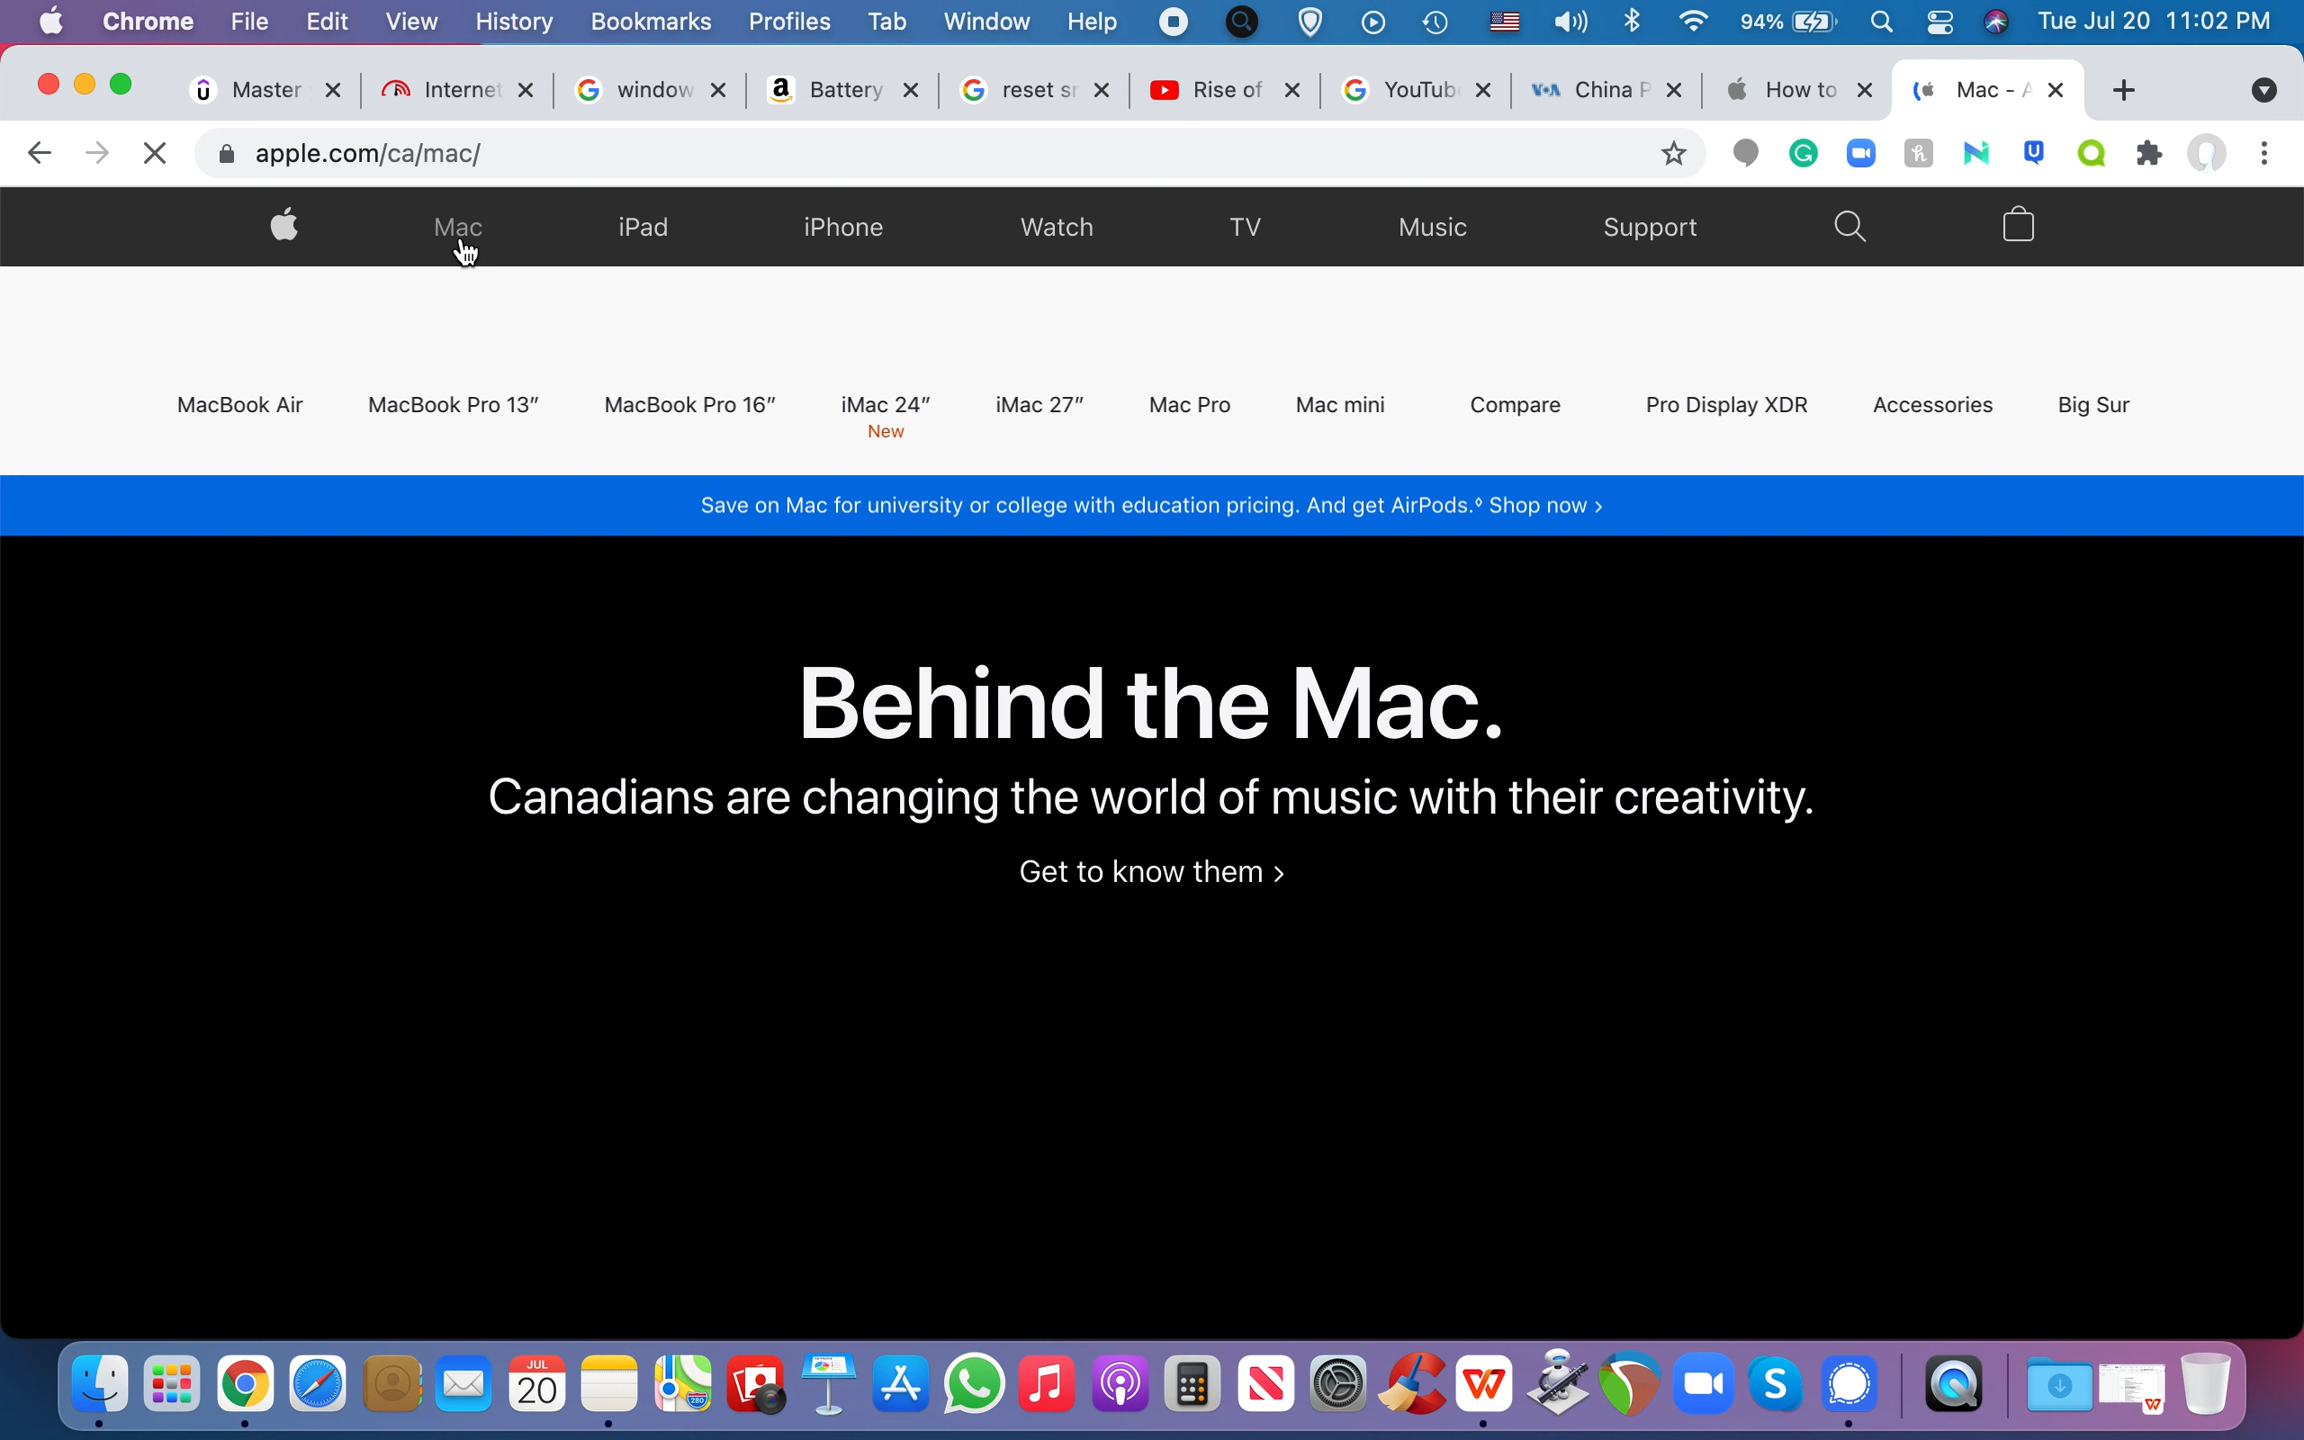 Chrome File Edit View History Bookmarks Profiles Tab Window Help 94% Tue Jul 20 11:02 PM
Master Internet window Battery reset Rise of YouTub China How to Mac -
apple.com/ca/mac/
Mac iPad iPhone Watch TV Music Support
MacBook Air MacBook Pro 13” MacBook Pro 16” iMac 24” iMac 27” Mac Pro Mac mini Compare Pro Display XDR Accessories Big Sur
New
Save on Mac for university or college with education pricing. And get AirPods.◊ Shop now ›
Behind the Mac.
Canadians are changing the world of music with their creativity.
Get to know them ›
JUL
20
280